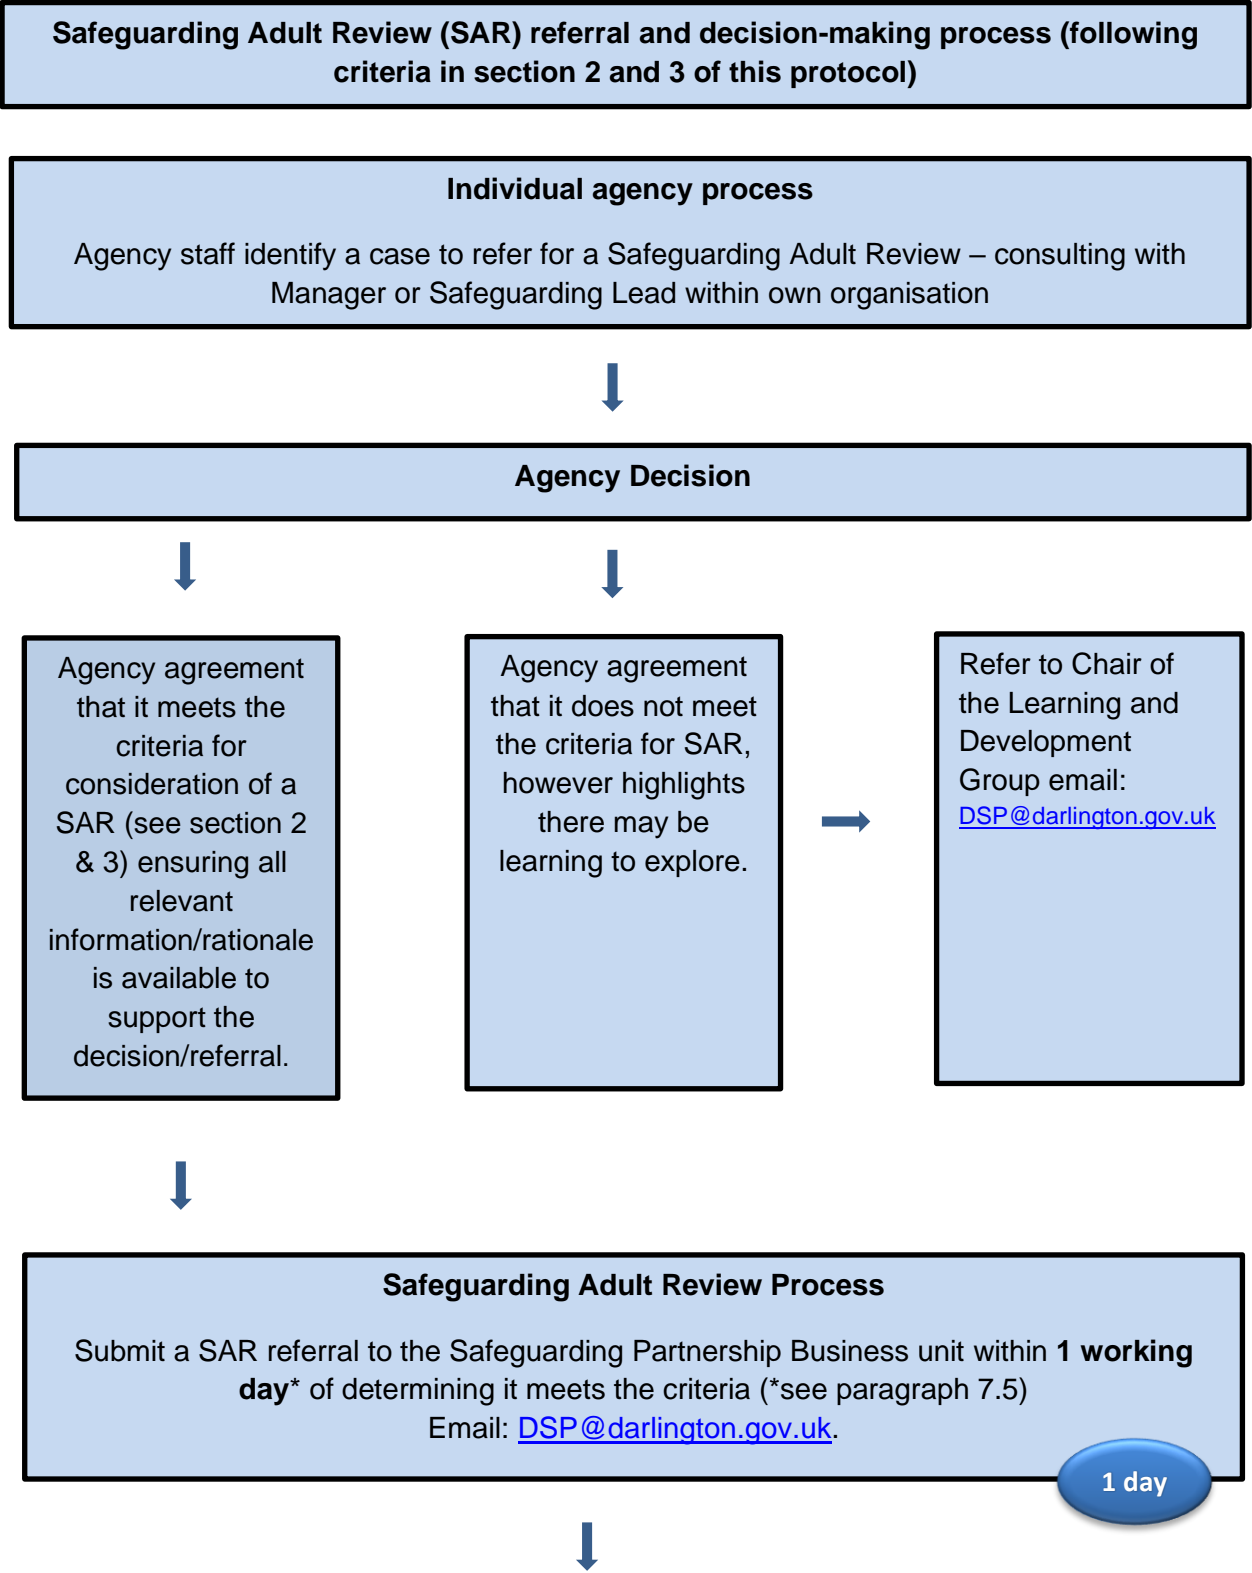 Safeguarding Adult Review (SAR) referral and decision-making process (following
criteria in section 2 and 3 of this protocol)
Individual agency process
Agency staff identify a case to refer for a Safeguarding Adult Review – consulting with
Manager or Safeguarding Lead within own organisation
Agency Decision
Agency agreement
that it meets the
criteria for
consideration of a
SAR (see section 2
& 3) ensuring all
relevant
information/rationale
is available to
support the
decision/referral.
Agency agreement
that it does not meet
the criteria for SAR,
however highlights
there may be
learning to explore.
Refer to Chair of
the Learning and
Development
Group email:
DSP@darlington.gov.uk
Safeguarding Adult Review Process
Submit a SAR referral to the Safeguarding Partnership Business unit within 1 working
day* of determining it meets the criteria (*see paragraph 7.5)
Email: DSP@darlington.gov.uk.
1 day